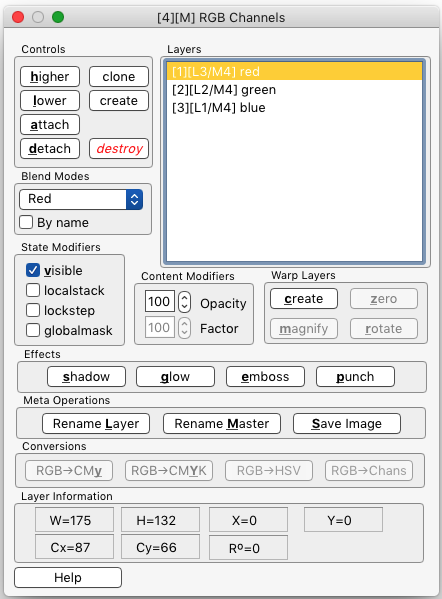 [4][M] RGB Channels
Controls
higher
clone
lower
create
attach
detach
destroy
Layers
[1][L3/M4] red
[2][L2/M4] green
[3][L1/M4] blue
Blend Modes
Red
By name
State Modifiers
visible
localstack
lockstep
globalmask
Content Modifiers
100 Opacity
100 Factor
Warp Layers
create
zero
magnify
rotate
Effects
shadow
glow
emboss
punch
Meta Operations
Rename Layer
Rename Master
Save Image
Conversions
RGB→CMy
RGB→CMYK
RGB→HSV
RGB→Chans
Layer Information
W=175
H=132
X=0
Y=0
Cx=87
Cy=66
Rº=0
Help